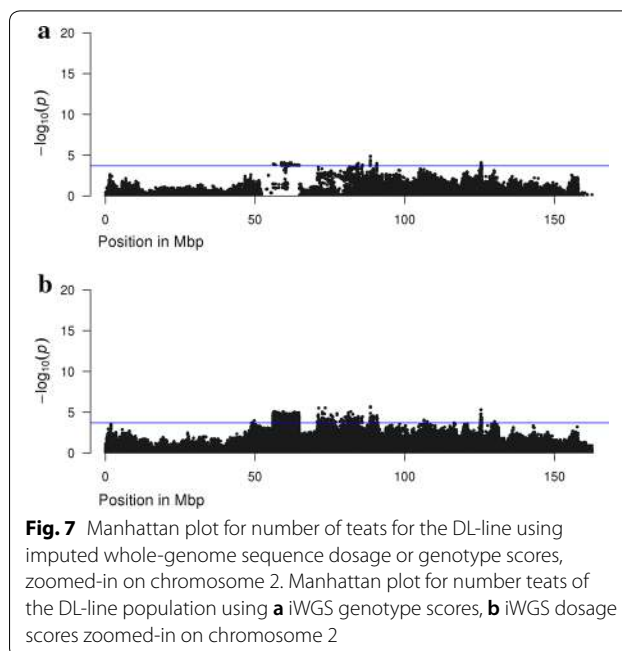 a
20
15
10
5
0
−log₁₀(p)
0 50 100 150
Position in Mbp
b
20
15
10
5
0
−log₁₀(p)
0 50 100 150
Position in Mbp
Fig. 7 Manhattan plot for number of teats for the DL-line using
imputed whole-genome sequence dosage or genotype scores,
zoomed-in on chromosome 2. Manhattan plot for number teats of
the DL-line population using a iWGS genotype scores, b iWGS dosage
scores zoomed-in on chromosome 2